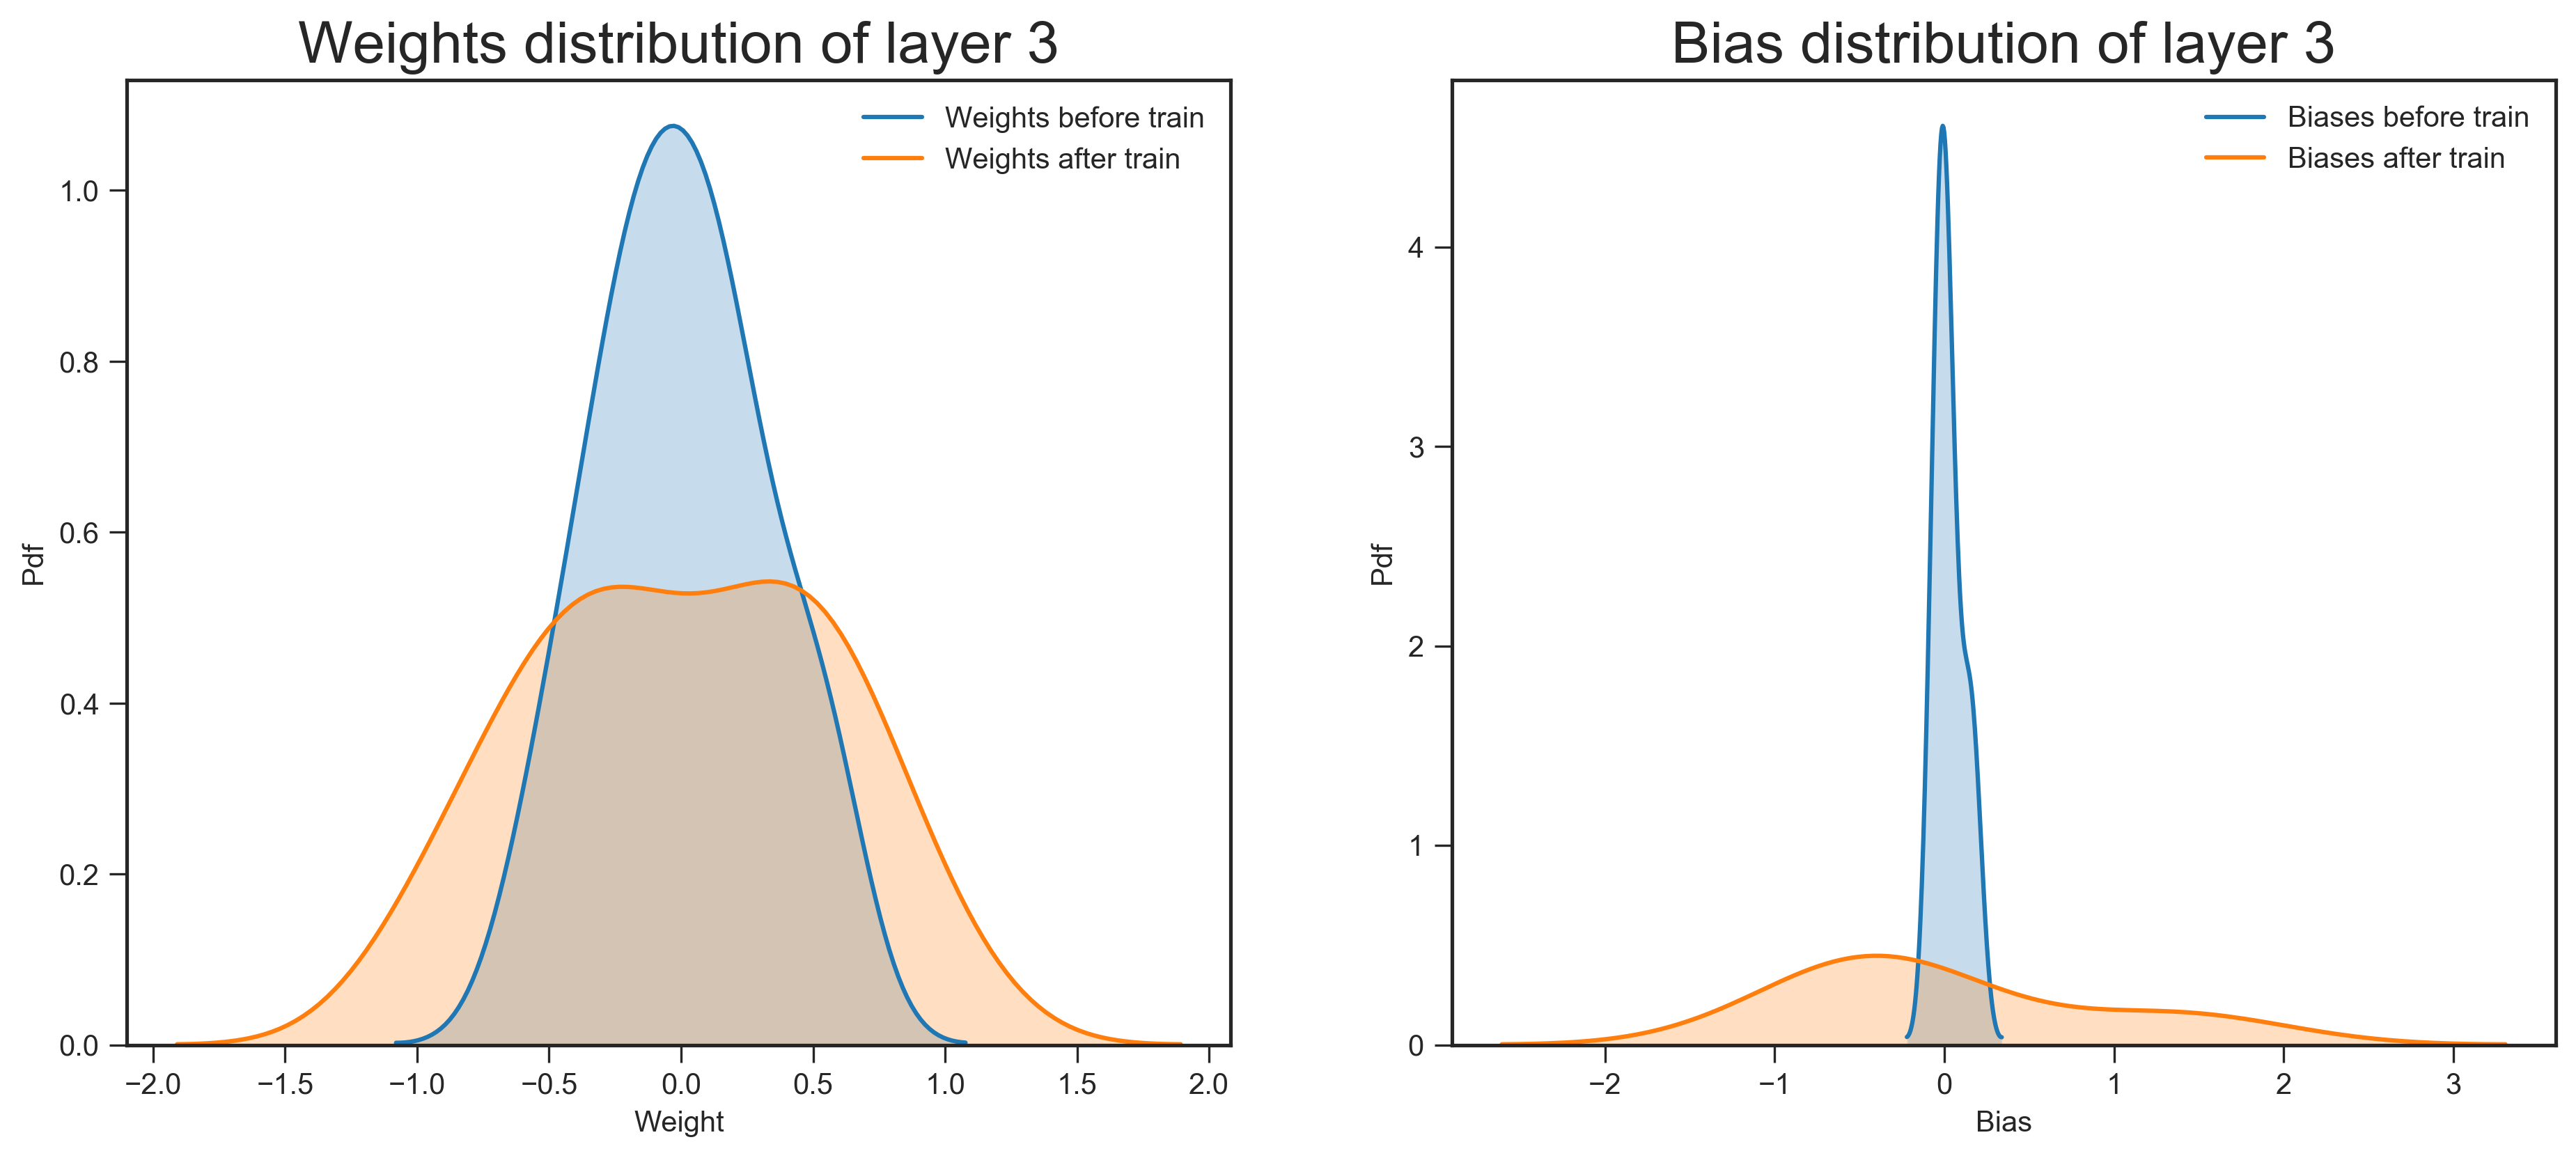 Weights distribution of layer 3
Weights before train
Weights after train
1.0
0.8
0.6
0.4
0.2
0.0
Pdf
−2.0 −1.5 −1.0 −0.5 0.0 0.5 1.0 1.5 2.0
Weight
Bias distribution of layer 3
Biases before train
Biases after train
4
3
2
1
0
Pdf
−2 −1 0 1 2 3
Bias